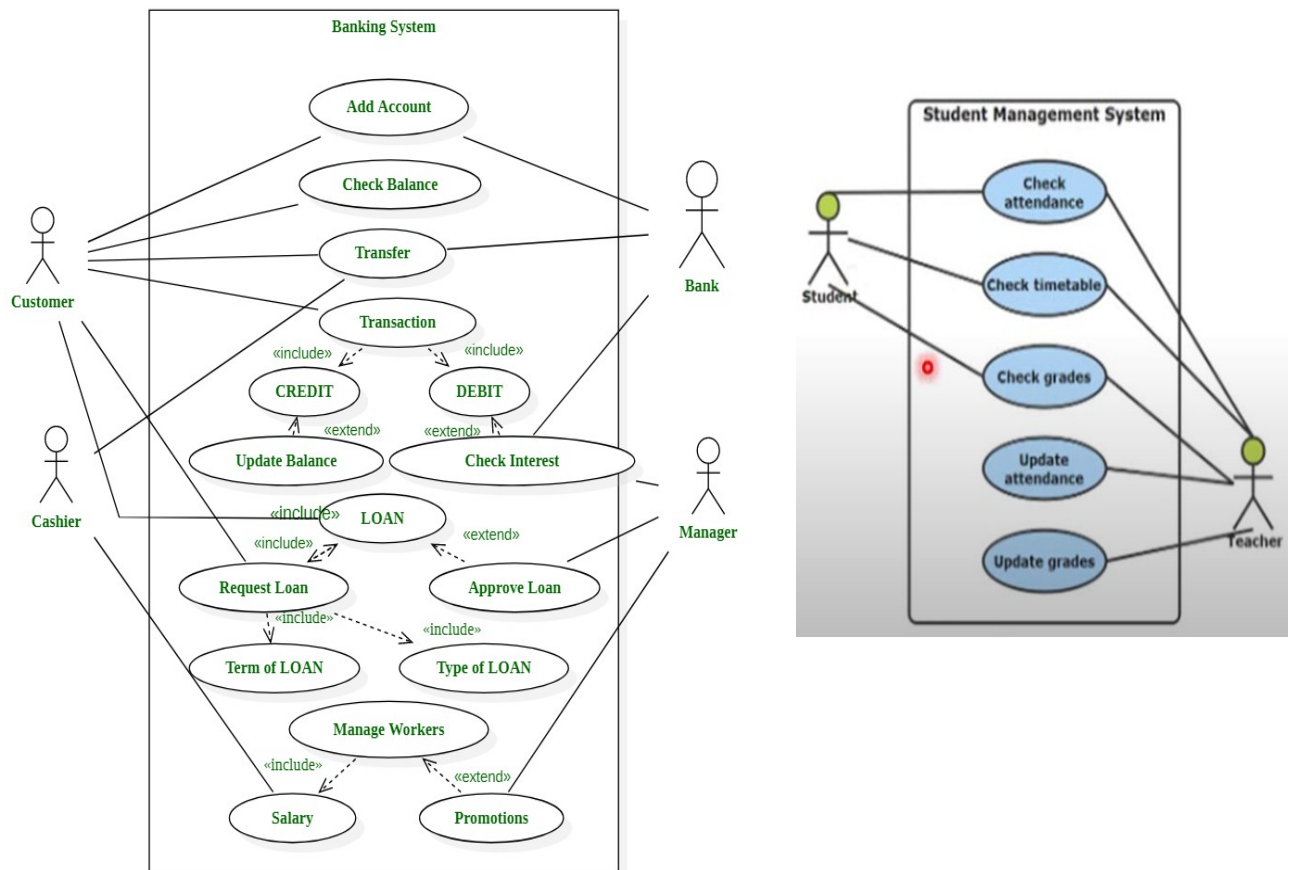 Banking System
Add Account
Check Balance
Transfer
Transaction
«include»
«include»
CREDIT
DEBIT
«extend»
«extend»
Update Balance
Check Interest
«include»
LOAN
«include»
«extend»
Request Loan
Approve Loan
«include»
«include»
Term of LOAN
Type of LOAN
Manage Workers
«include»
«extend»
Salary
Promotions
Customer
Cashier
Bank
Manager
Student Management System
Check
attendance
Check timetable
Check grades
Update
attendance
Update grades
Student
Teacher